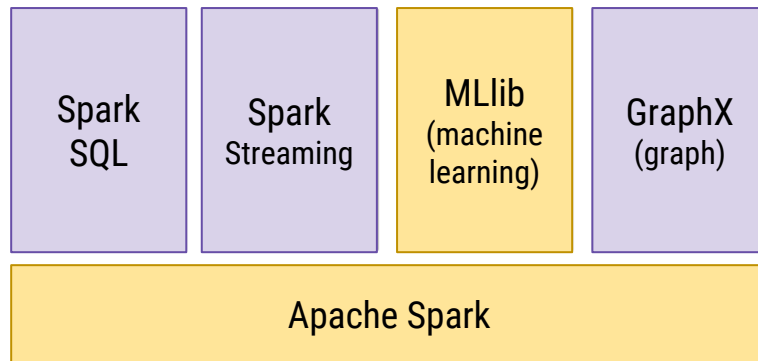 Spark
SQL
Spark
Streaming
MLlib
(machine
learning)
GraphX
(graph)
Apache Spark